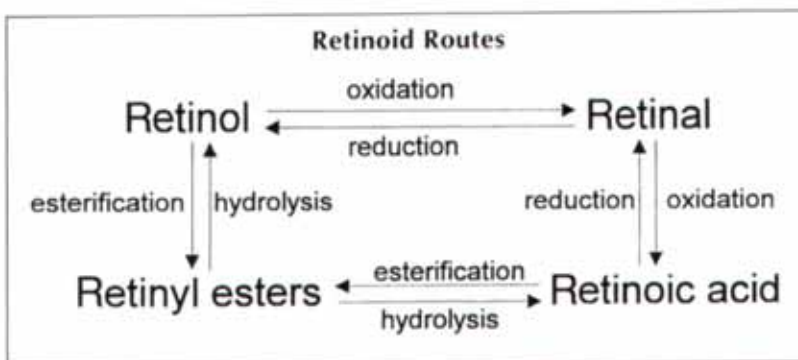 Retinoid Routes
oxidation
Retinol Retinal
reduction
esterification hydrolysis reduction oxidation
esterification
Retinyl esters Retinoic acid
hydrolysis